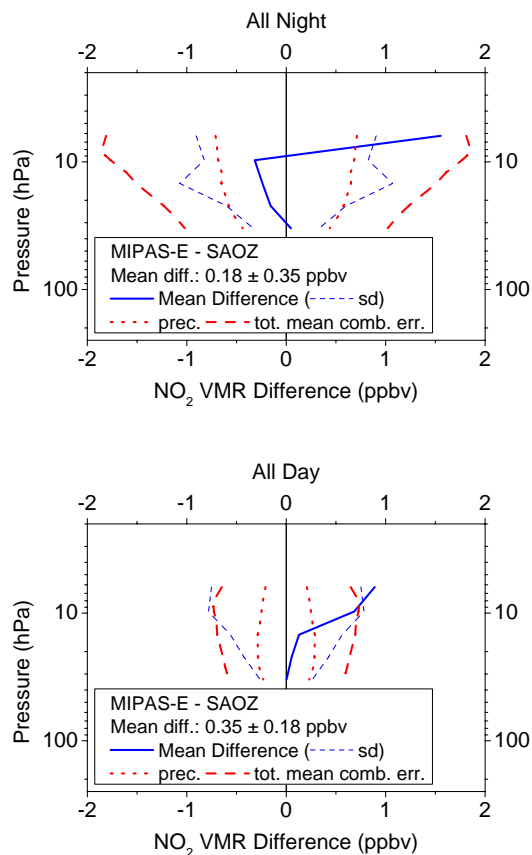 All Night
-2 -1 0 1 2
10 10
100 100
Pressure (hPa)
MIPAS-E - SAOZ
Mean diff.: 0.18 ± 0.35 ppbv
Mean Difference ( sd)
prec. tot. mean comb. err.
-2 -1 0 1 2
NO₂ VMR Difference (ppbv)
All Day
-2 -1 0 1 2
10 10
100 100
Pressure (hPa)
MIPAS-E - SAOZ
Mean diff.: 0.35 ± 0.18 ppbv
Mean Difference ( sd)
prec. tot. mean comb. err.
-2 -1 0 1 2
NO₂ VMR Difference (ppbv)